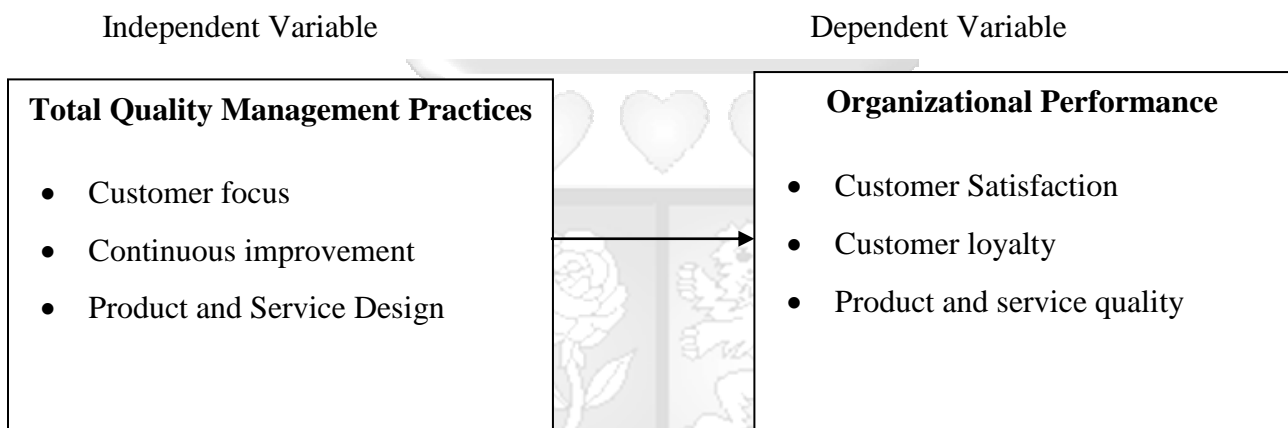 Independent Variable
Dependent Variable
Total Quality Management Practices
• Customer focus
• Continuous improvement
• Product and Service Design
Organizational Performance
• Customer Satisfaction
• Customer loyalty
• Product and service quality